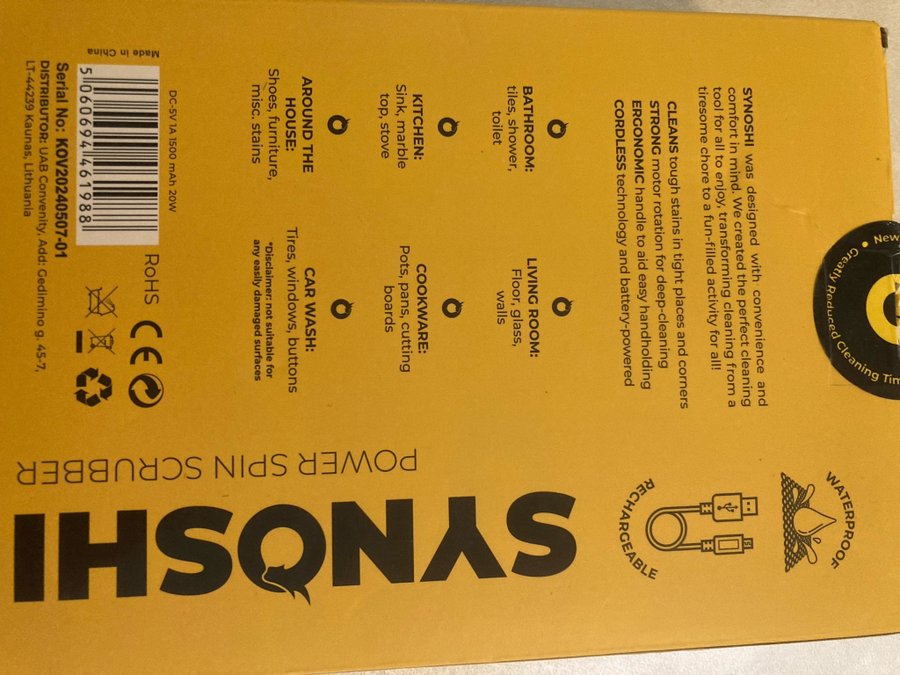 SYNOSHI was designed with convenience and
comfort in mind. We created the perfect cleaning
tool for all to enjoy, transforming cleaning from a
tiresome chore to a fun-filled activity for all!
CLEANS tough stains in tight places and corners
STRONG motor rotation for deep-cleaning
ERGONOMIC handle to aid easy handholding
CORDLESS technology and battery-powered
BATHROOM:
tiles, shower,
toilet
LIVING ROOM:
Floor, glass,
walls
KITCHEN:
Sink, marble
top, stove
COOKWARE:
Pots, pans, cutting
boards
AROUND THE
HOUSE:
Shoes, furniture,
misc. stains
CAR WASH:
Tires, windows, buttons
*Disclaimer: not suitable for
any easily damaged surfaces
DC-5V 1A 1500 mAh 20W
Made in China
5 060694 461988
Serial No: KOV20240507-01
DISTRIBUTOR: UAB Convenity, Add: Gedimino g. 45-7,
LT-44239 Kaunas, Lithuania
RoHS
CE
WATERPROOF
RECHARGEABLE
POWER SPIN SCRUBBER
SYNOSHI
New
• Greatly Reduced Cleaning Tim